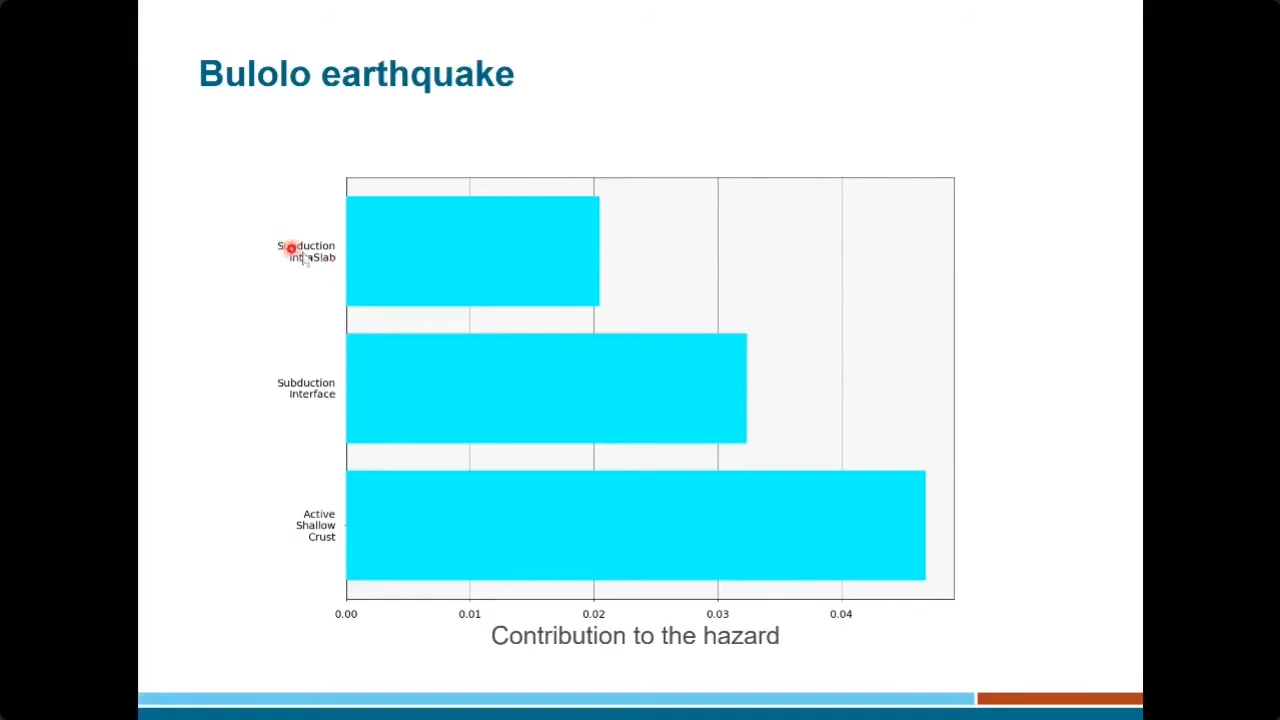 Bulolo earthquake
Subduction
IntraSlab
Subduction
Interface
Active
Shallow
Crust
0.00 0.01 0.02 0.03 0.04
Contribution to the hazard